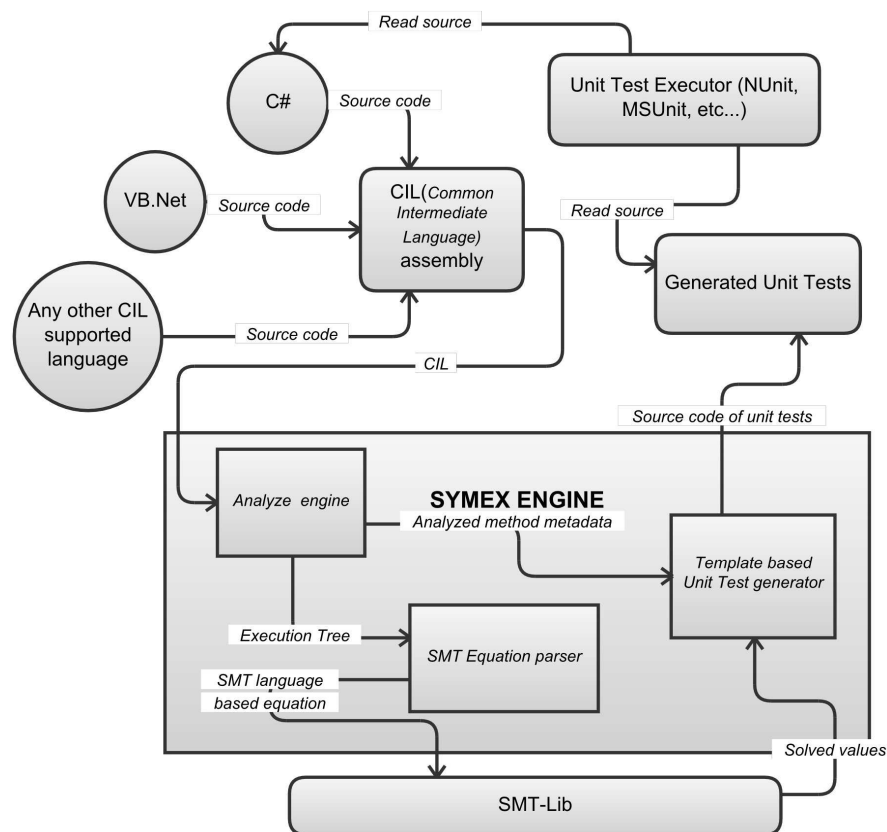 Read source
C#
Source code
Unit Test Executor (NUnit,
MSUnit, etc...)
VB.Net
Source code
CIL(Common
Intermediate
Language)
assembly
Read source
Generated Unit Tests
Any other CIL
supported
language
Source code
CIL
Source code of unit tests
Analyze engine
SYMEX ENGINE
Analyzed method metadata
Template based
Unit Test generator
Execution Tree
SMT Equation parser
SMT language
based equation
Solved values
SMT-Lib